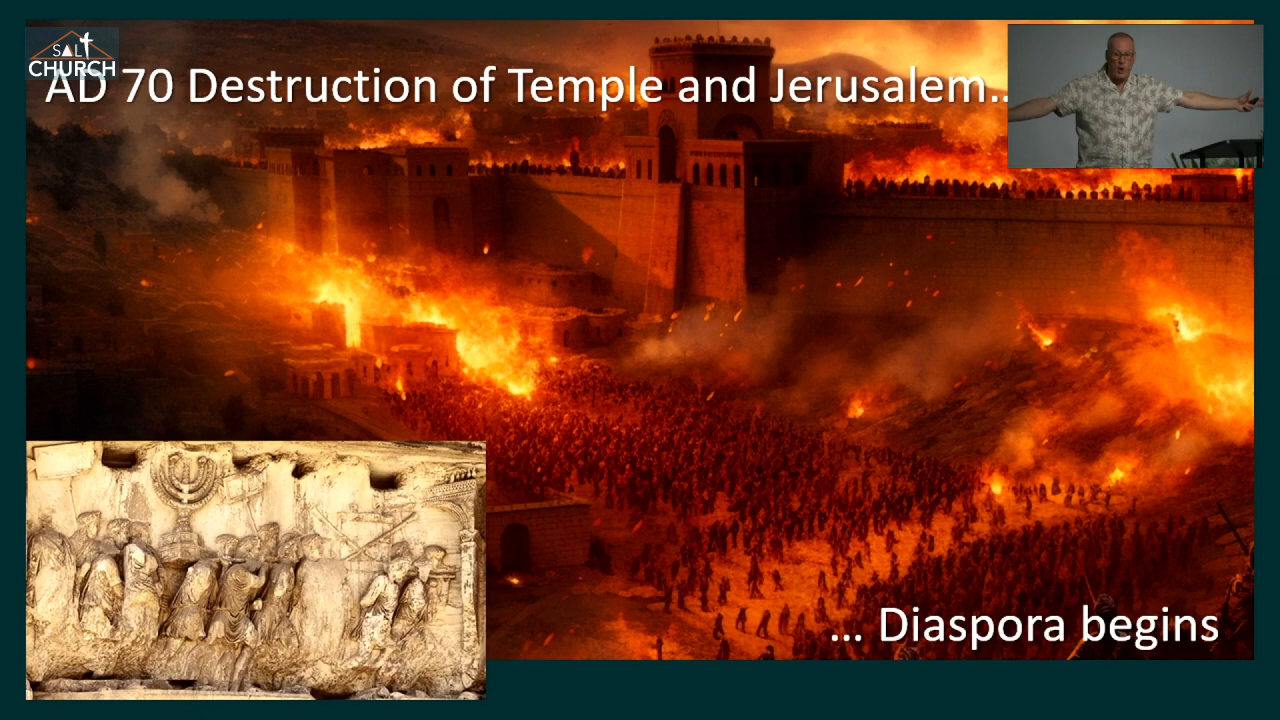 SALT
CHURCH
AD 70 Destruction of Temple and Jerusalem...
... Diaspora begins